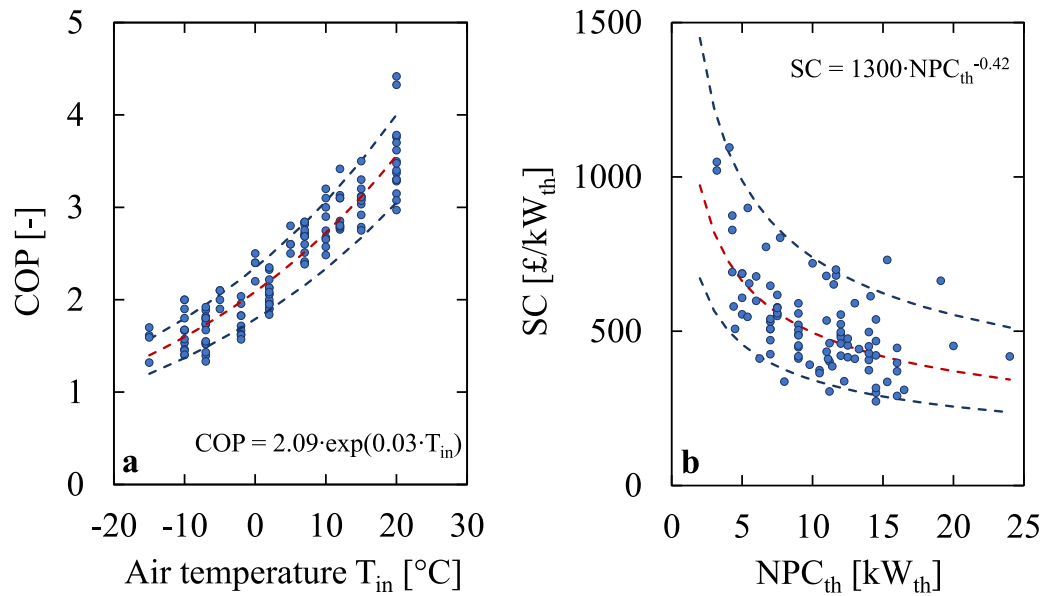 5
4
3
2
1
0
COP [-]
-20
-10
0
10
20
30
Air temperature T_in [°C]
COP = 2.09·exp(0.03·T_in)
a
1500
1000
500
0
SC [£/kW_th]
0
5
10
15
20
25
NPC_th [kW_th]
SC = 1300·NPC_th^-0.42
b